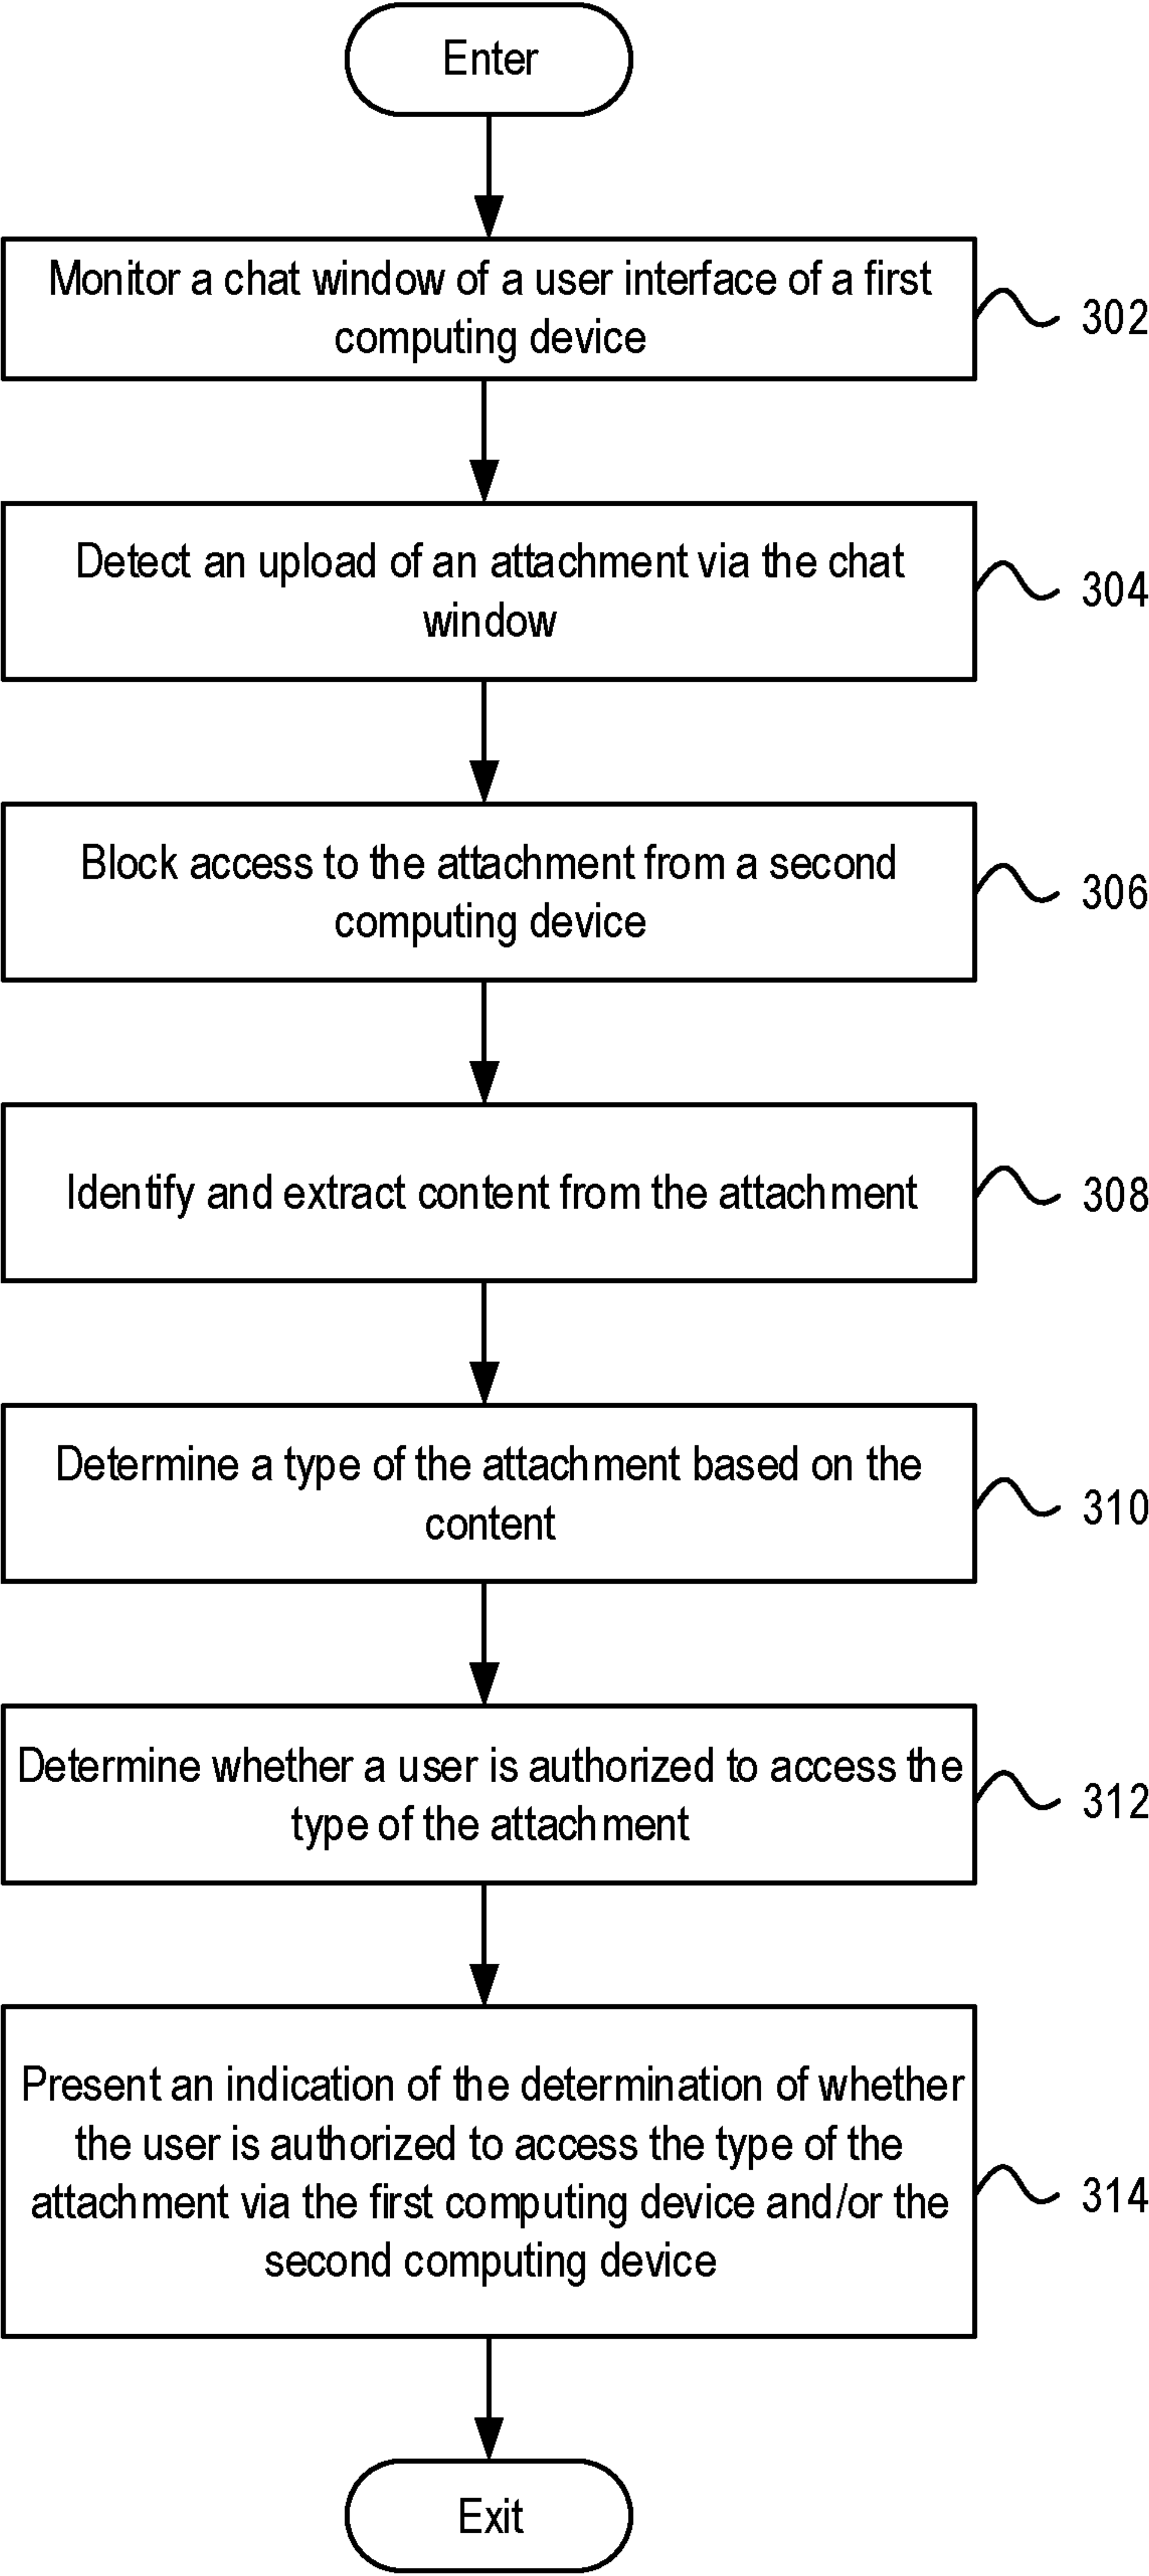 Enter
Monitor a chat window of a user interface of a first
computing device
302
Detect an upload of an attachment via the chat
window
304
Block access to the attachment from a second
computing device
306
Identify and extract content from the attachment
308
Determine a type of the attachment based on the
content
310
Determine whether a user is authorized to access the
type of the attachment
312
Present an indication of the determination of whether
the user is authorized to access the type of the
attachment via the first computing device and/or the
second computing device
314
Exit